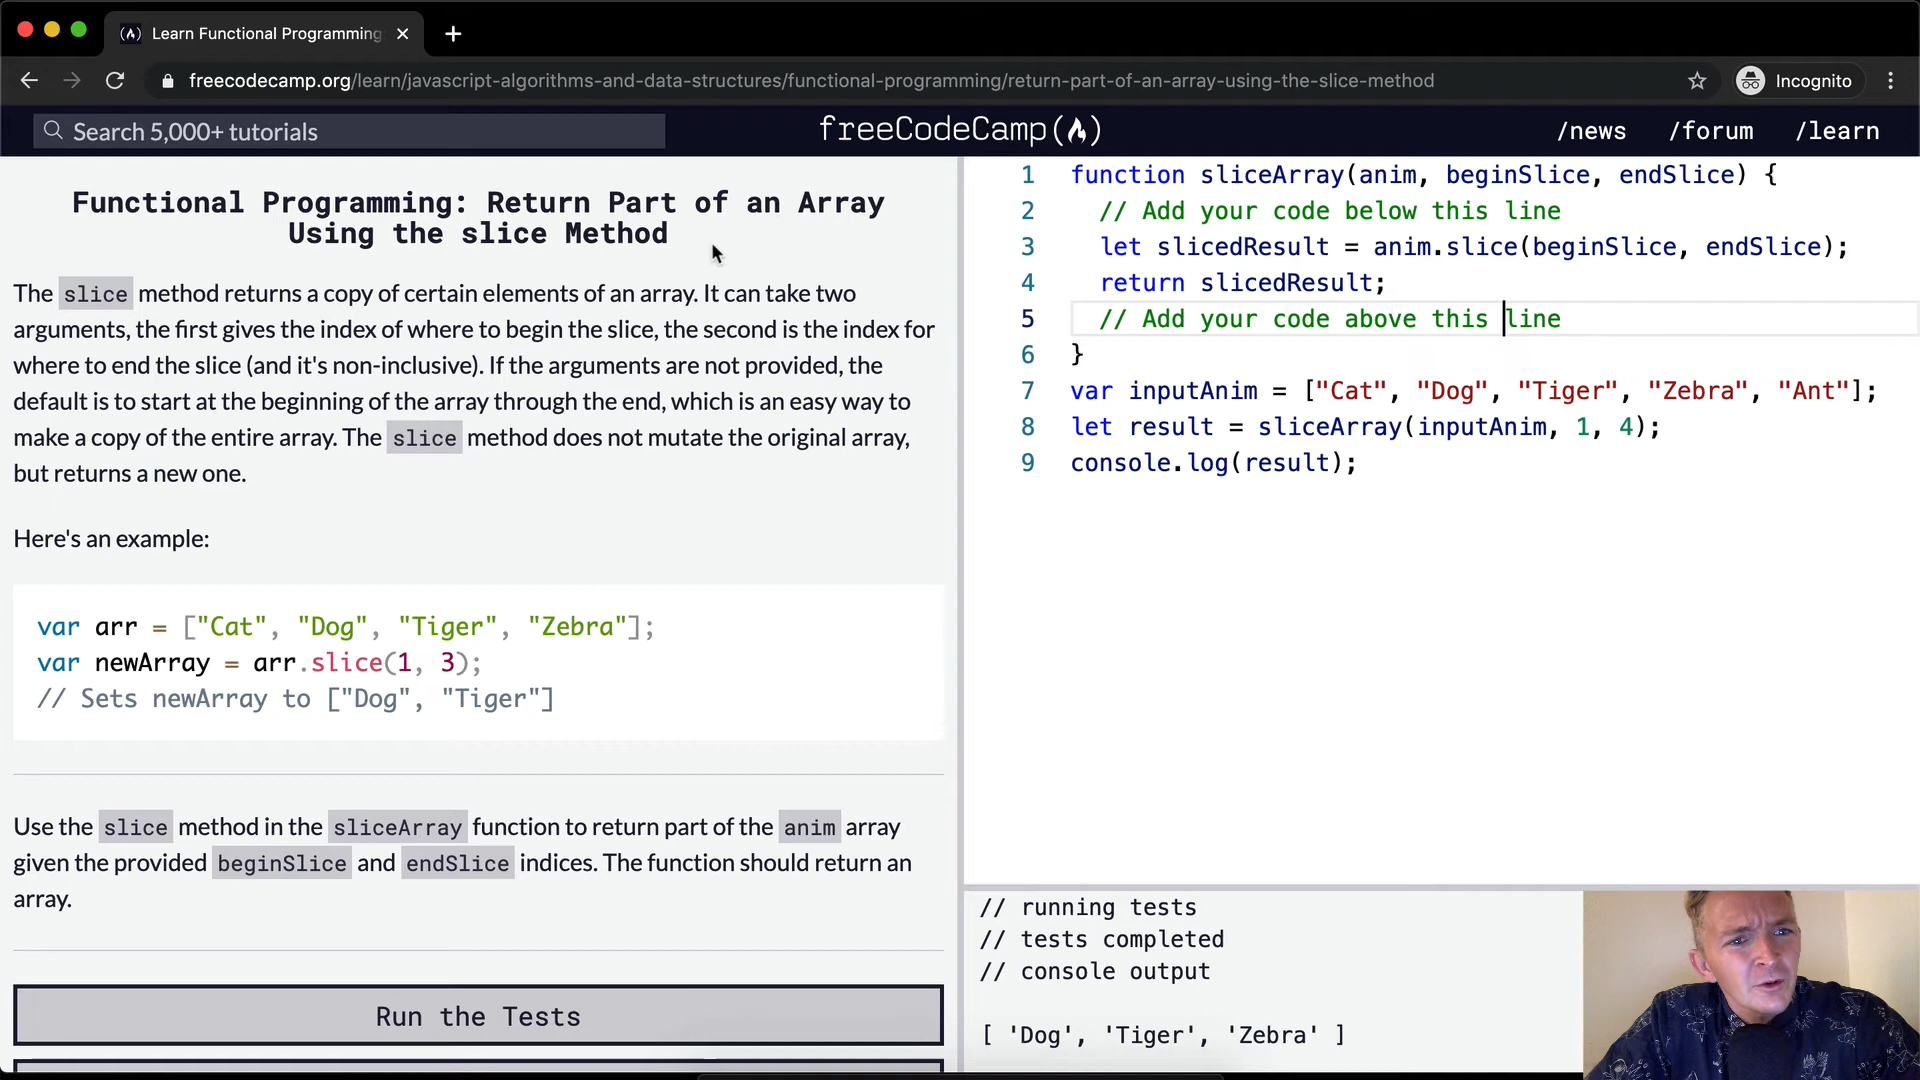 Learn Functional Programming
freecodecamp.org/learn/javascript-algorithms-and-data-structures/functional-programming/return-part-of-an-array-using-the-slice-method
Incognito
Search 5,000+ tutorials
freeCodeCamp(🔥)
/news /forum /learn
Functional Programming: Return Part of an Array
Using the slice Method
The slice method returns a copy of certain elements of an array. It can take two
arguments, the first gives the index of where to begin the slice, the second is the index for
where to end the slice (and it's non-inclusive). If the arguments are not provided, the
default is to start at the beginning of the array through the end, which is an easy way to
make a copy of the entire array. The slice method does not mutate the original array,
but returns a new one.
Here's an example:
var arr = ["Cat", "Dog", "Tiger", "Zebra"];
var newArray = arr.slice(1, 3);
// Sets newArray to ["Dog", "Tiger"]
Use the slice method in the sliceArray function to return part of the anim array
given the provided beginSlice and endSlice indices. The function should return an
array.
Run the Tests
1 function sliceArray(anim, beginSlice, endSlice) {
2 // Add your code below this line
3 let slicedResult = anim.slice(beginSlice, endSlice);
4 return slicedResult;
5 // Add your code above this line
6 }
7 var inputAnim = ["Cat", "Dog", "Tiger", "Zebra", "Ant"];
8 let result = sliceArray(inputAnim, 1, 4);
9 console.log(result);
// running tests
// tests completed
// console output
[ 'Dog', 'Tiger', 'Zebra' ]